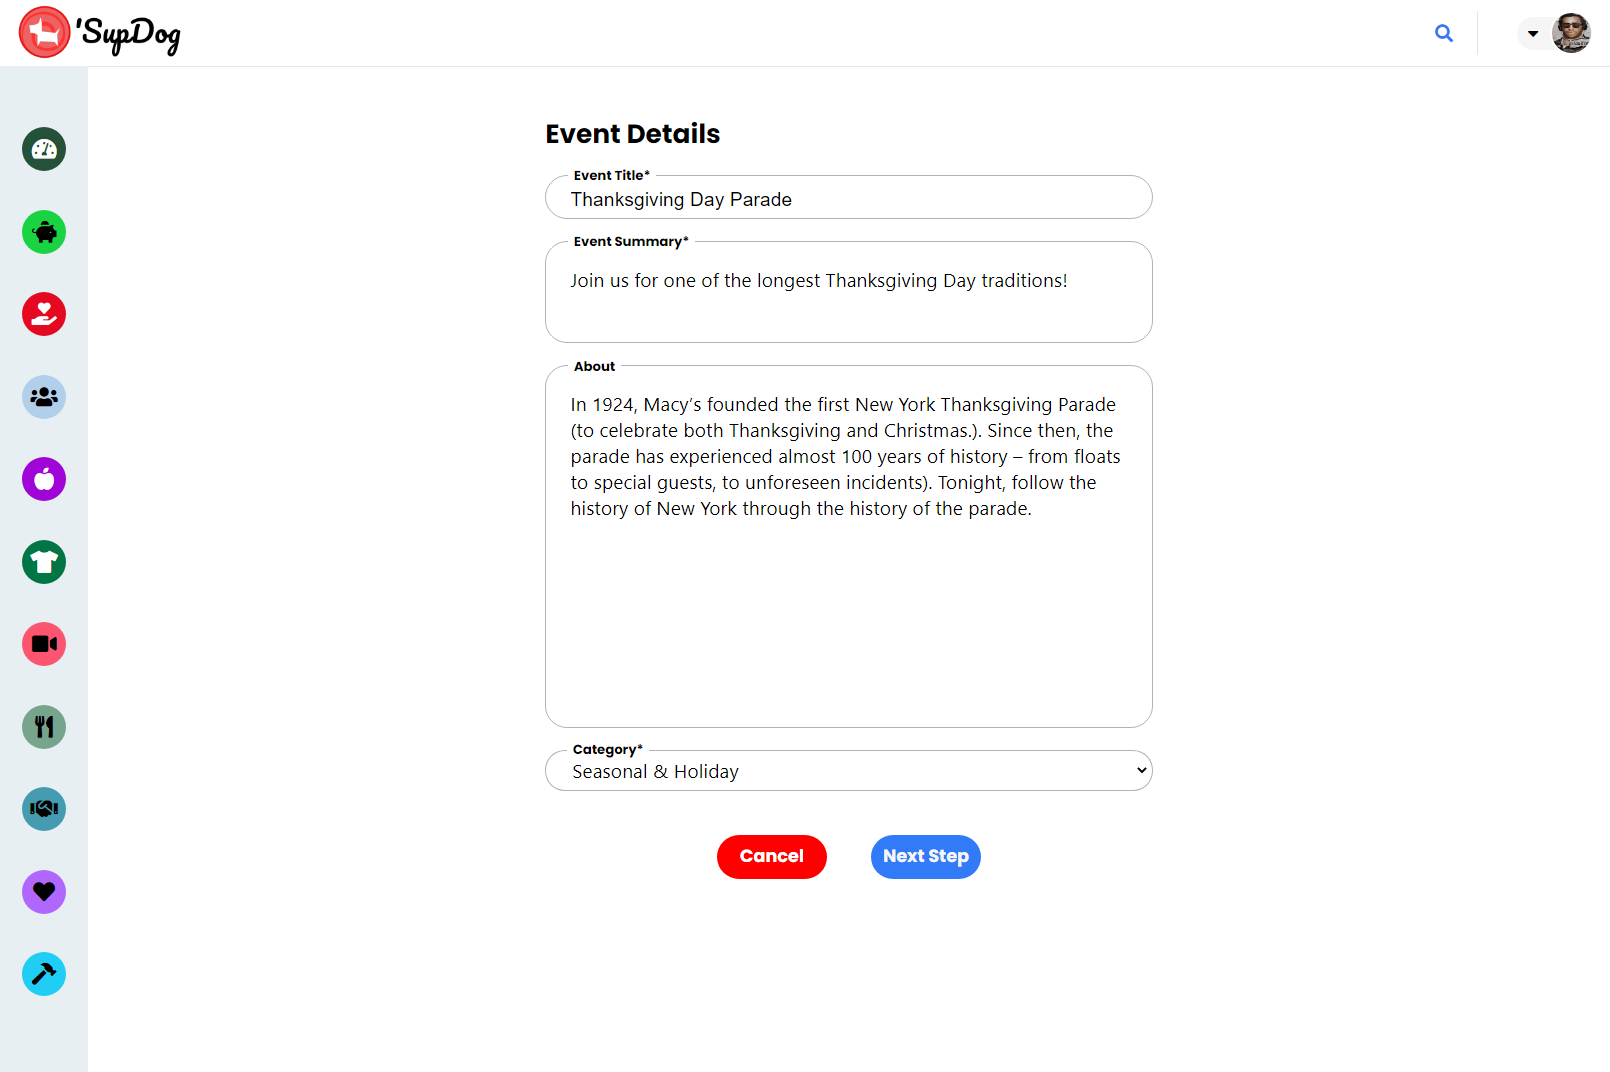 'SupDog
Event Details
Event Title*
Thanksgiving Day Parade
Event Summary*
Join us for one of the longest Thanksgiving Day traditions!
About
In 1924, Macy’s founded the first New York Thanksgiving Parade
(to celebrate both Thanksgiving and Christmas.). Since then, the
parade has experienced almost 100 years of history – from floats
to special guests, to unforeseen incidents). Tonight, follow the
history of New York through the history of the parade.
Category*
Seasonal & Holiday
Cancel
Next Step